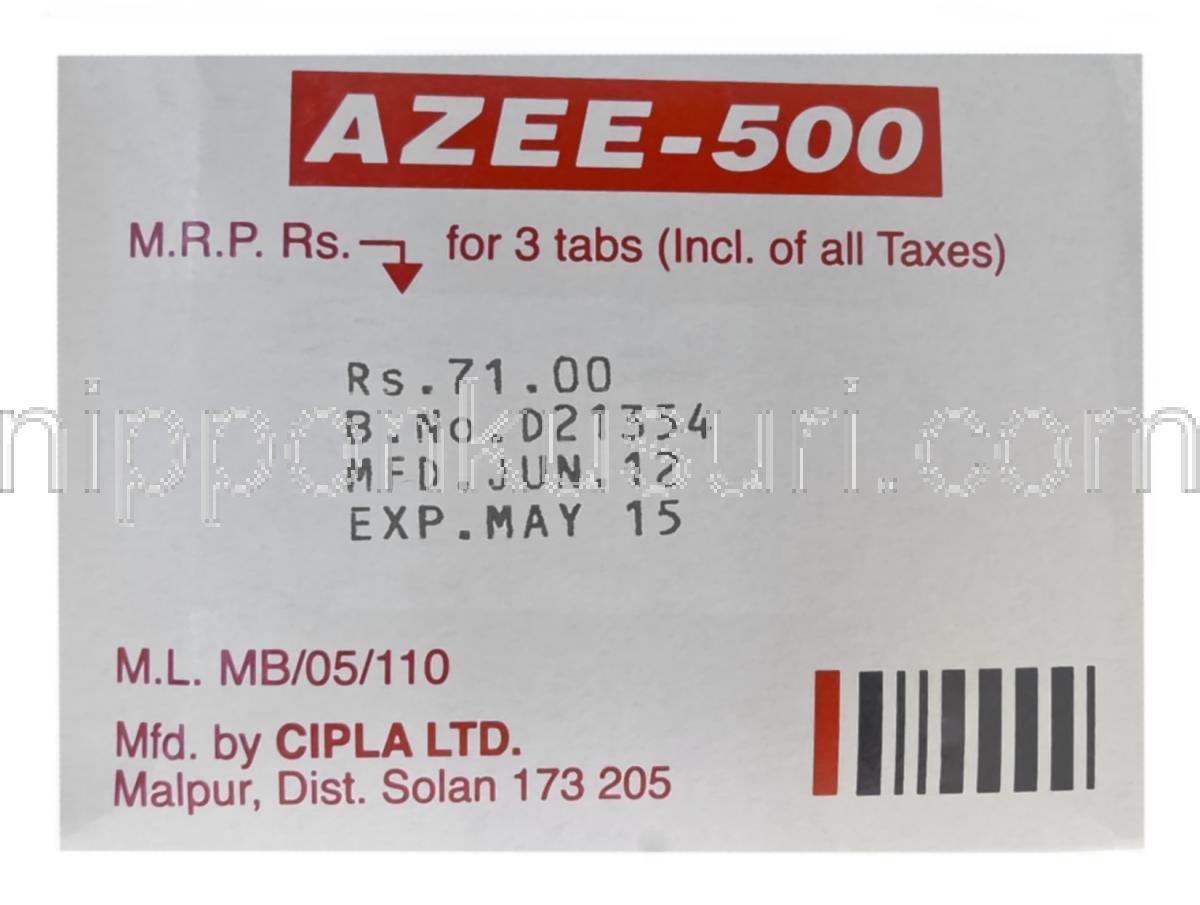 AZEE-500
M.R.P. Rs. for 3 tabs (Incl. of all Taxes)
Rs.71.00
B.No.D21334
MFD.JUN.12
EXP.MAY 15
nipponkusuri.com
M.L. MB/05/110
Mfd. by CIPLA LTD.
Malpur, Dist. Solan 173 205